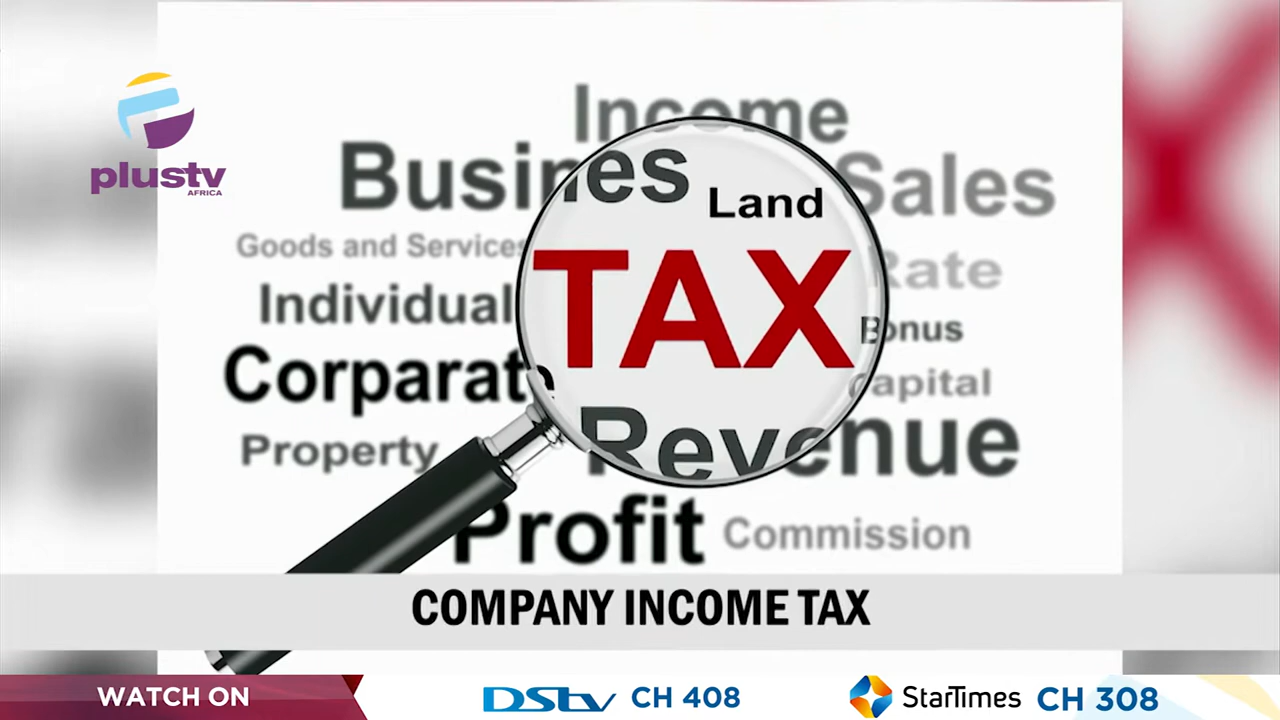 plustv
AFRICA
Income
Busines
Land
Sales
Goods and Services
TAX
Rate
Individual
Bonus
Corparate
Capital
Property
Revenue
Profit
Commission
COMPANY INCOME TAX
WATCH ON
DStv CH 408
StarTimes CH 308